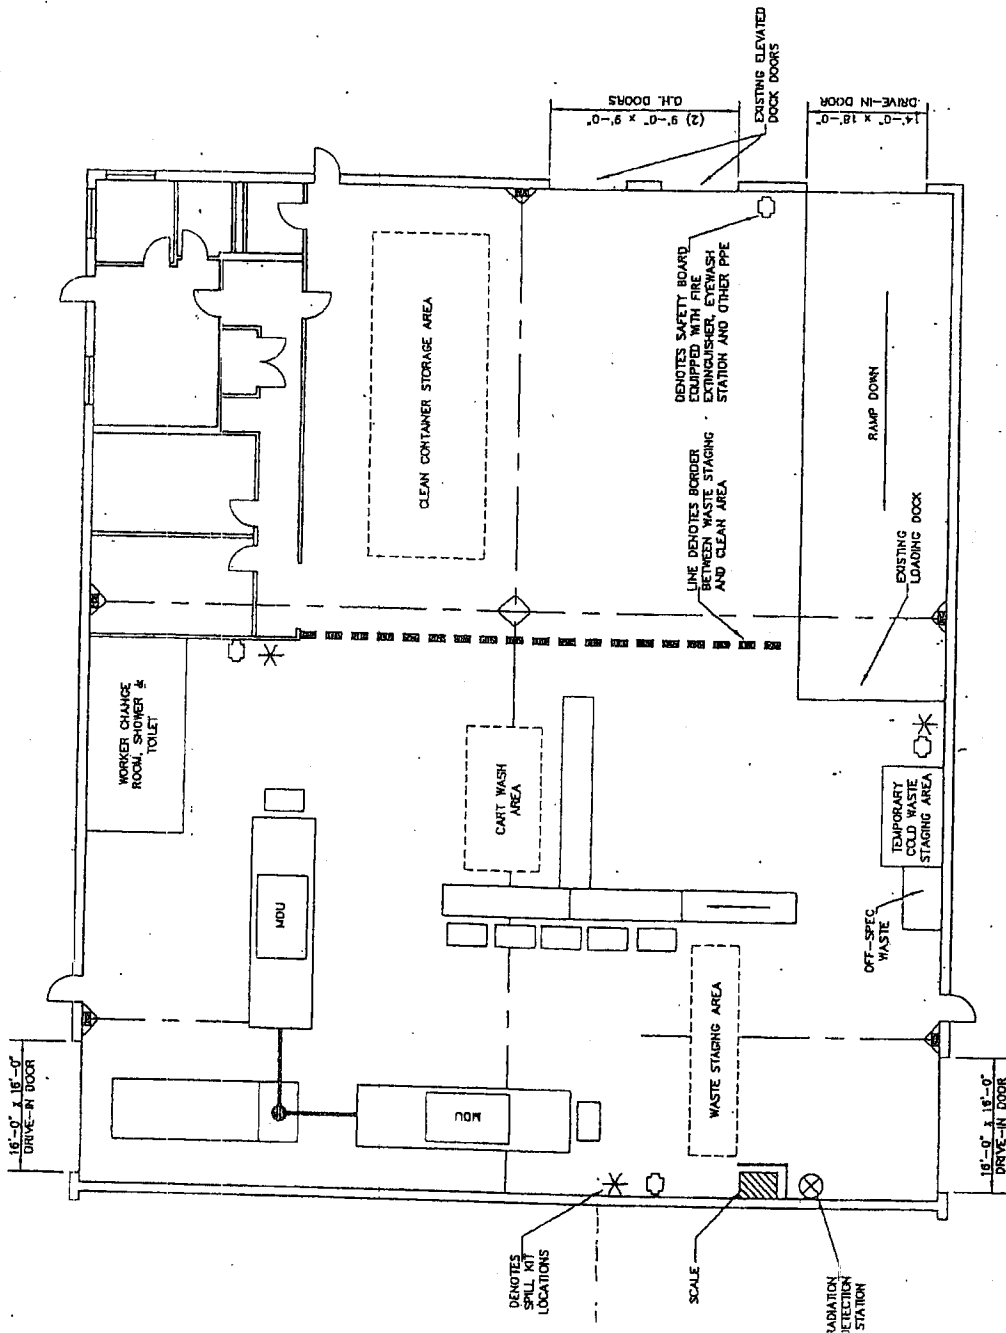 EXISTING ELEVATED
DOCK DOORS
(2) 9'-0" x 9'-0"
O.H. DOORS
14'-0" x 18'-0"
DRIVE-IN DOOR
CLEAN CONTAINER STORAGE AREA
DENOTES SAFETY BOARD
EQUIPPED WITH FIRE
EXTINGUISHER, EYEWASH
STATION AND OTHER PPE
RAMP DOWN
LINE DENOTES BORDER
BETWEEN WASTE STAGING
AND CLEAN AREA
EXISTING
LOADING DOCK
WORKER CHANGE
ROOM, SHOWER &
TOILET
CART WASH
AREA
TEMPORARY
COLD WASTE
STAGING AREA
OFF-SPEC
WASTE
MDU
WASTE STAGING AREA
MDU
16'-0" x 16'-0"
DRIVE-IN DOOR
16'-0" x 16'-0"
DRIVE-IN DOOR
DENOTES
SPILL KIT
LOCATIONS
SCALE
RADIATION
DETECTION
STATION